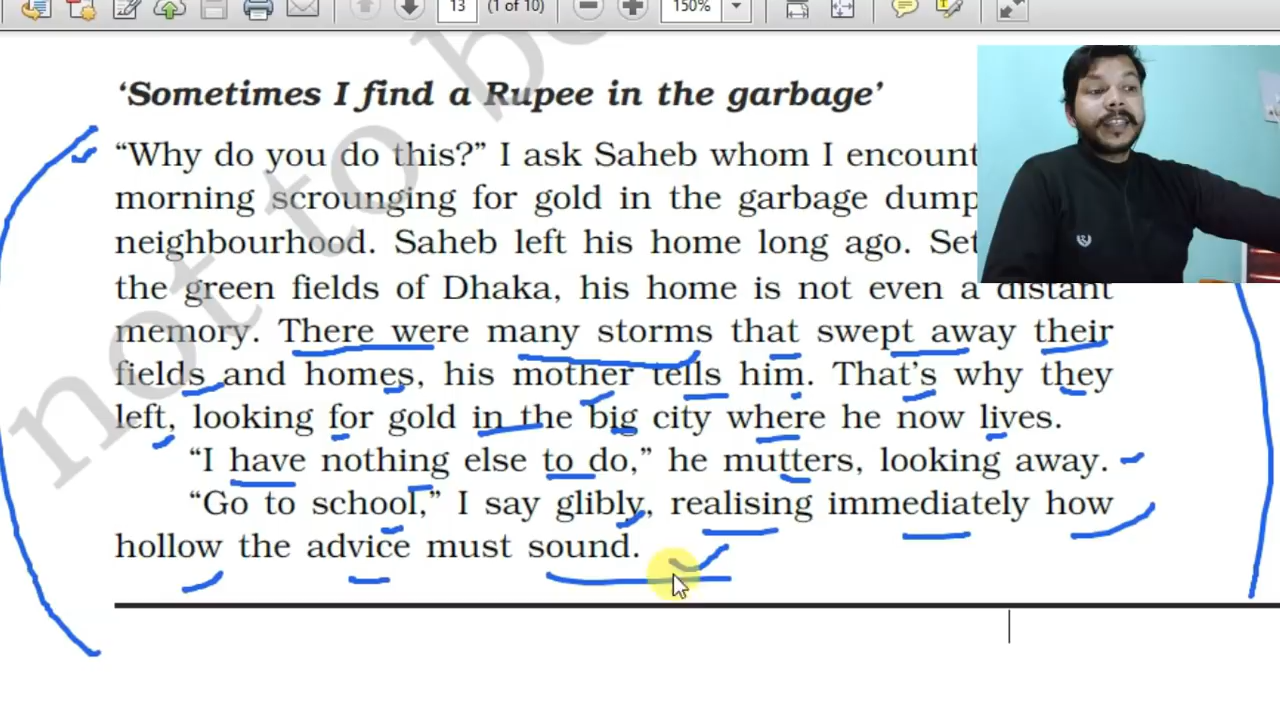 13 (1 of 10) 150%
‘Sometimes I find a Rupee in the garbage’
“Why do you do this?” I ask Saheb whom I encount
morning scrounging for gold in the garbage dump
neighbourhood. Saheb left his home long ago. Set
the green fields of Dhaka, his home is not even a distant
memory. There were many storms that swept away their
fields and homes, his mother tells him. That’s why they
left, looking for gold in the big city where he now lives.
“I have nothing else to do,” he mutters, looking away.
“Go to school,” I say glibly, realising immediately how
hollow the advice must sound.
not to be